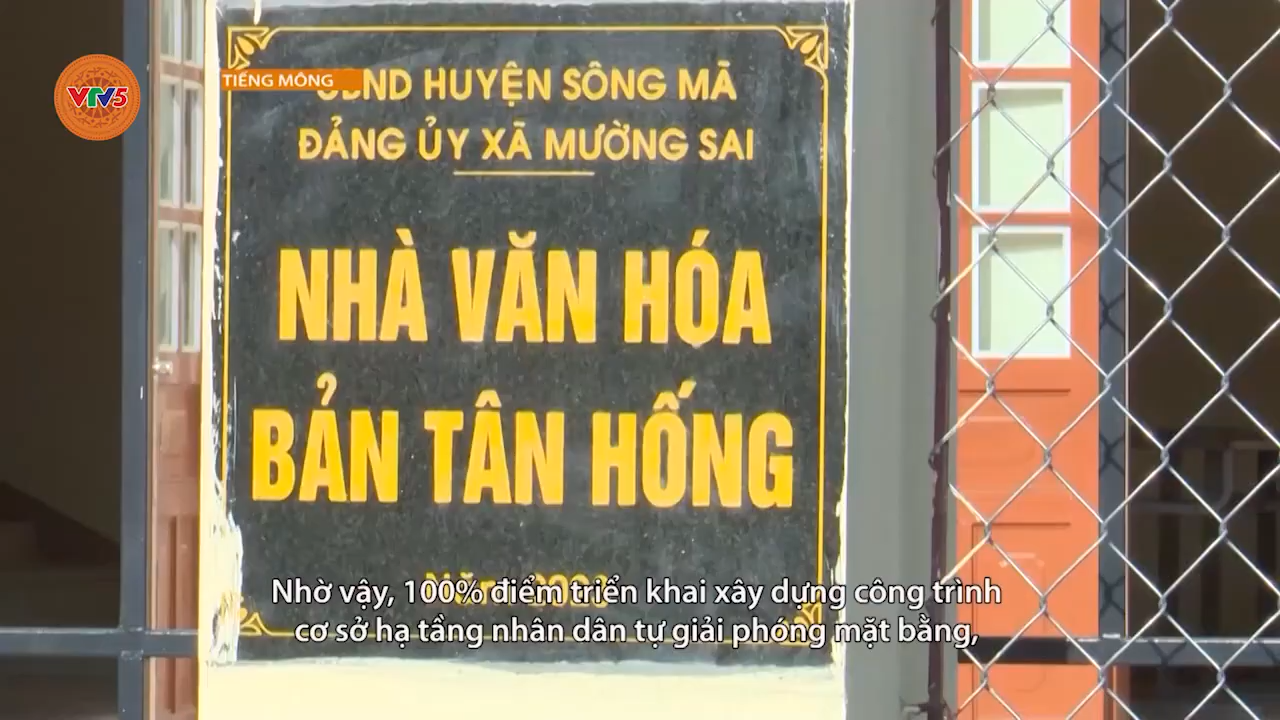 VTV5
TIẾNG MÔNG
UBND HUYỆN SÔNG MÃ
ĐẢNG ỦY XÃ MƯỜNG SAI
NHÀ VĂN HÓA
BẢN TÂN HỐNG
Nhờ vậy, 100% điểm triển khai xây dựng công trình
cơ sở hạ tầng nhân dân tự giải phóng mặt bằng,